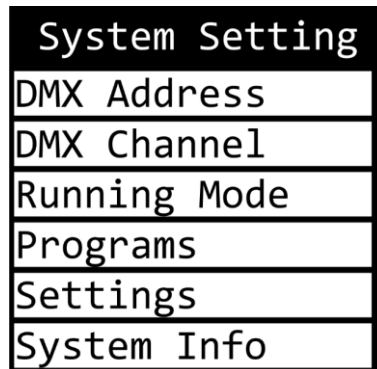 System Setting
DMX Address
DMX Channel
Running Mode
Programs
Settings
System Info